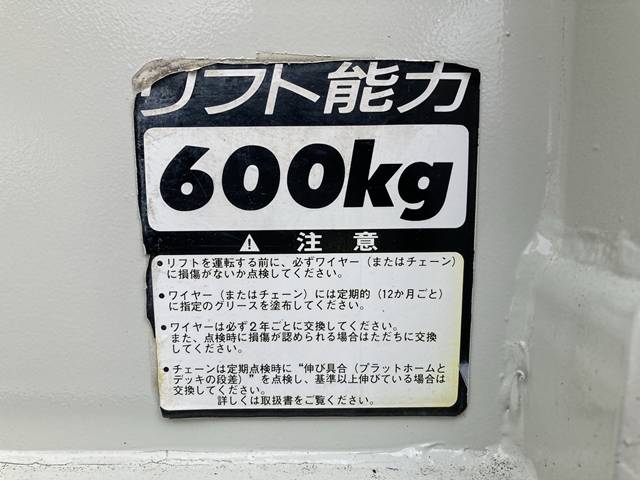 リフト能力
600kg
⚠ 注意
●リフトを運転する前に、必ずワイヤー（またはチェーン）
に損傷がないか点検してください。
●ワイヤー（またはチェーン）には定期的（12か月ごと）
に指定のグリースを塗布してください。
●ワイヤーは必ず2年ごとに交換してください。
また、点検時に損傷が認められる場合はただちに交換
してください。
●チェーンは定期点検時に“伸び具合（プラットホームと
デッキの段差）”を点検し、基準以上伸びている場合は
交換してください。
詳しくは取扱書をご覧ください。